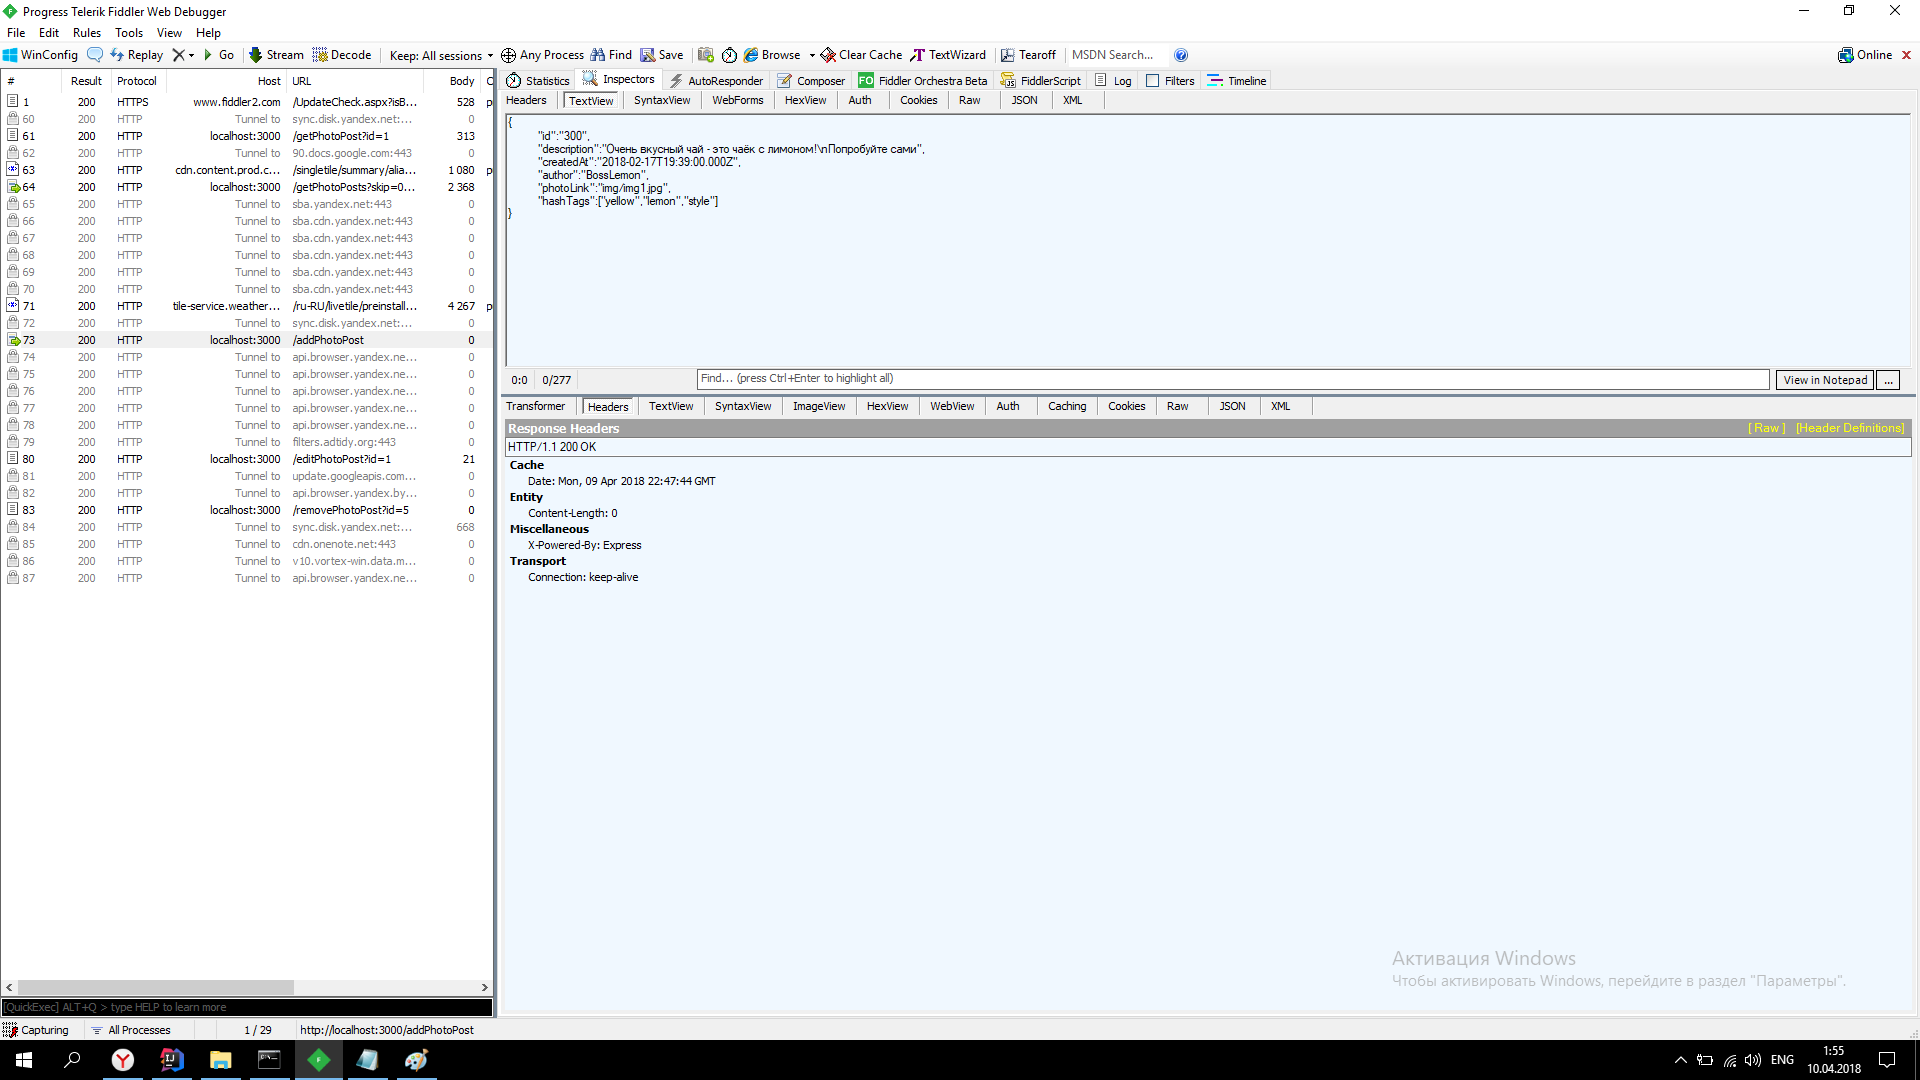 Progress Telerik Fiddler Web Debugger
File Edit Rules Tools View Help
WinConfig Replay Go Stream Decode Keep: All sessions Any Process Find Save Browse Clear Cache TextWizard Tearoff MSDN Search... Online
# Result Protocol Host URL Body C
1 200 HTTPS www.fiddler2.com /UpdateCheck.aspx?isB... 528 p
60 200 HTTP Tunnel to sync.disk.yandex.net:... 0
61 200 HTTP localhost:3000 /getPhotoPost?id=1 313
62 200 HTTP Tunnel to 90.docs.google.com:443 0
63 200 HTTP cdn.content.prod.c... /singletile/summary/alia... 1 080 p
64 200 HTTP localhost:3000 /getPhotoPosts?skip=0... 2 368
65 200 HTTP Tunnel to sba.yandex.net:443 0
66 200 HTTP Tunnel to sba.cdn.yandex.net:443 0
67 200 HTTP Tunnel to sba.cdn.yandex.net:443 0
68 200 HTTP Tunnel to sba.cdn.yandex.net:443 0
69 200 HTTP Tunnel to sba.cdn.yandex.net:443 0
70 200 HTTP Tunnel to sba.cdn.yandex.net:443 0
71 200 HTTP tile-service.weather... /ru-RU/livetile/preinstall... 4 267 p
72 200 HTTP Tunnel to sync.disk.yandex.net:... 0
73 200 HTTP localhost:3000 /addPhotoPost 0
74 200 HTTP Tunnel to api.browser.yandex.ne... 0
75 200 HTTP Tunnel to api.browser.yandex.ne... 0
76 200 HTTP Tunnel to api.browser.yandex.ne... 0
77 200 HTTP Tunnel to api.browser.yandex.ne... 0
78 200 HTTP Tunnel to api.browser.yandex.ne... 0
79 200 HTTP Tunnel to filters.adtidy.org:443 0
80 200 HTTP localhost:3000 /editPhotoPost?id=1 21
81 200 HTTP Tunnel to update.googleapis.com... 0
82 200 HTTP Tunnel to api.browser.yandex.by... 0
83 200 HTTP localhost:3000 /removePhotoPost?id=5 0
84 200 HTTP Tunnel to sync.disk.yandex.net:... 668
85 200 HTTP Tunnel to cdn.onenote.net:443 0
86 200 HTTP Tunnel to v10.vortex-win.data.m... 0
87 200 HTTP Tunnel to api.browser.yandex.ne... 0
[QuickExec] ALT+Q > type HELP to learn more
Statistics Inspectors AutoResponder Composer FO Fiddler Orchestra Beta FiddlerScript Log Filters Timeline
Headers TextView SyntaxView WebForms HexView Auth Cookies Raw JSON XML
{
"id":"300",
"description":"Очень вкусный чай - это чаёк с лимоном!\nПопробуйте сами",
"createdAt":"2018-02-17T19:39:00.000Z",
"author":"BossLemon",
"photoLink":"img/img1.jpg",
"hashTags":["yellow","lemon","style"]
}
0:0 0/277 Find... (press Ctrl+Enter to highlight all) View in Notepad ...
Transformer Headers TextView SyntaxView ImageView HexView WebView Auth Caching Cookies Raw JSON XML
Response Headers [ Raw ] [Header Definitions]
HTTP/1.1 200 OK
Cache
Date: Mon, 09 Apr 2018 22:47:44 GMT
Entity
Content-Length: 0
Miscellaneous
X-Powered-By: Express
Transport
Connection: keep-alive
Активация Windows
Чтобы активировать Windows, перейдите в раздел "Параметры".
Capturing All Processes 1 / 29 http://localhost:3000/addPhotoPost
ENG 1:55
10.04.2018